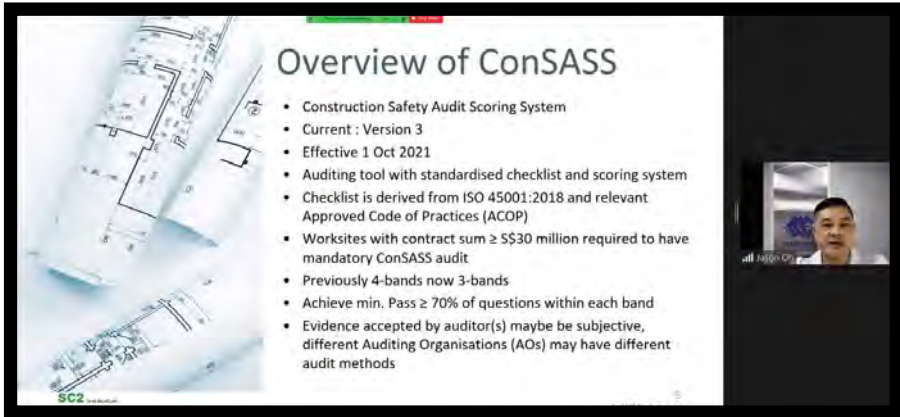 Overview of ConSASS
• Construction Safety Audit Scoring System
• Current : Version 3
• Effective 1 Oct 2021
• Auditing tool with standardised checklist and scoring system
• Checklist is derived from ISO 45001:2018 and relevant
Approved Code of Practices (ACOP)
• Worksites with contract sum ≥ S$30 million required to have
mandatory ConSASS audit
• Previously 4-bands now 3-bands
• Achieve min. Pass ≥ 70% of questions within each band
• Evidence accepted by auditor(s) maybe be subjective,
different Auditing Organisations (AOs) may have different
audit methods
SC2
5
Jason Oh